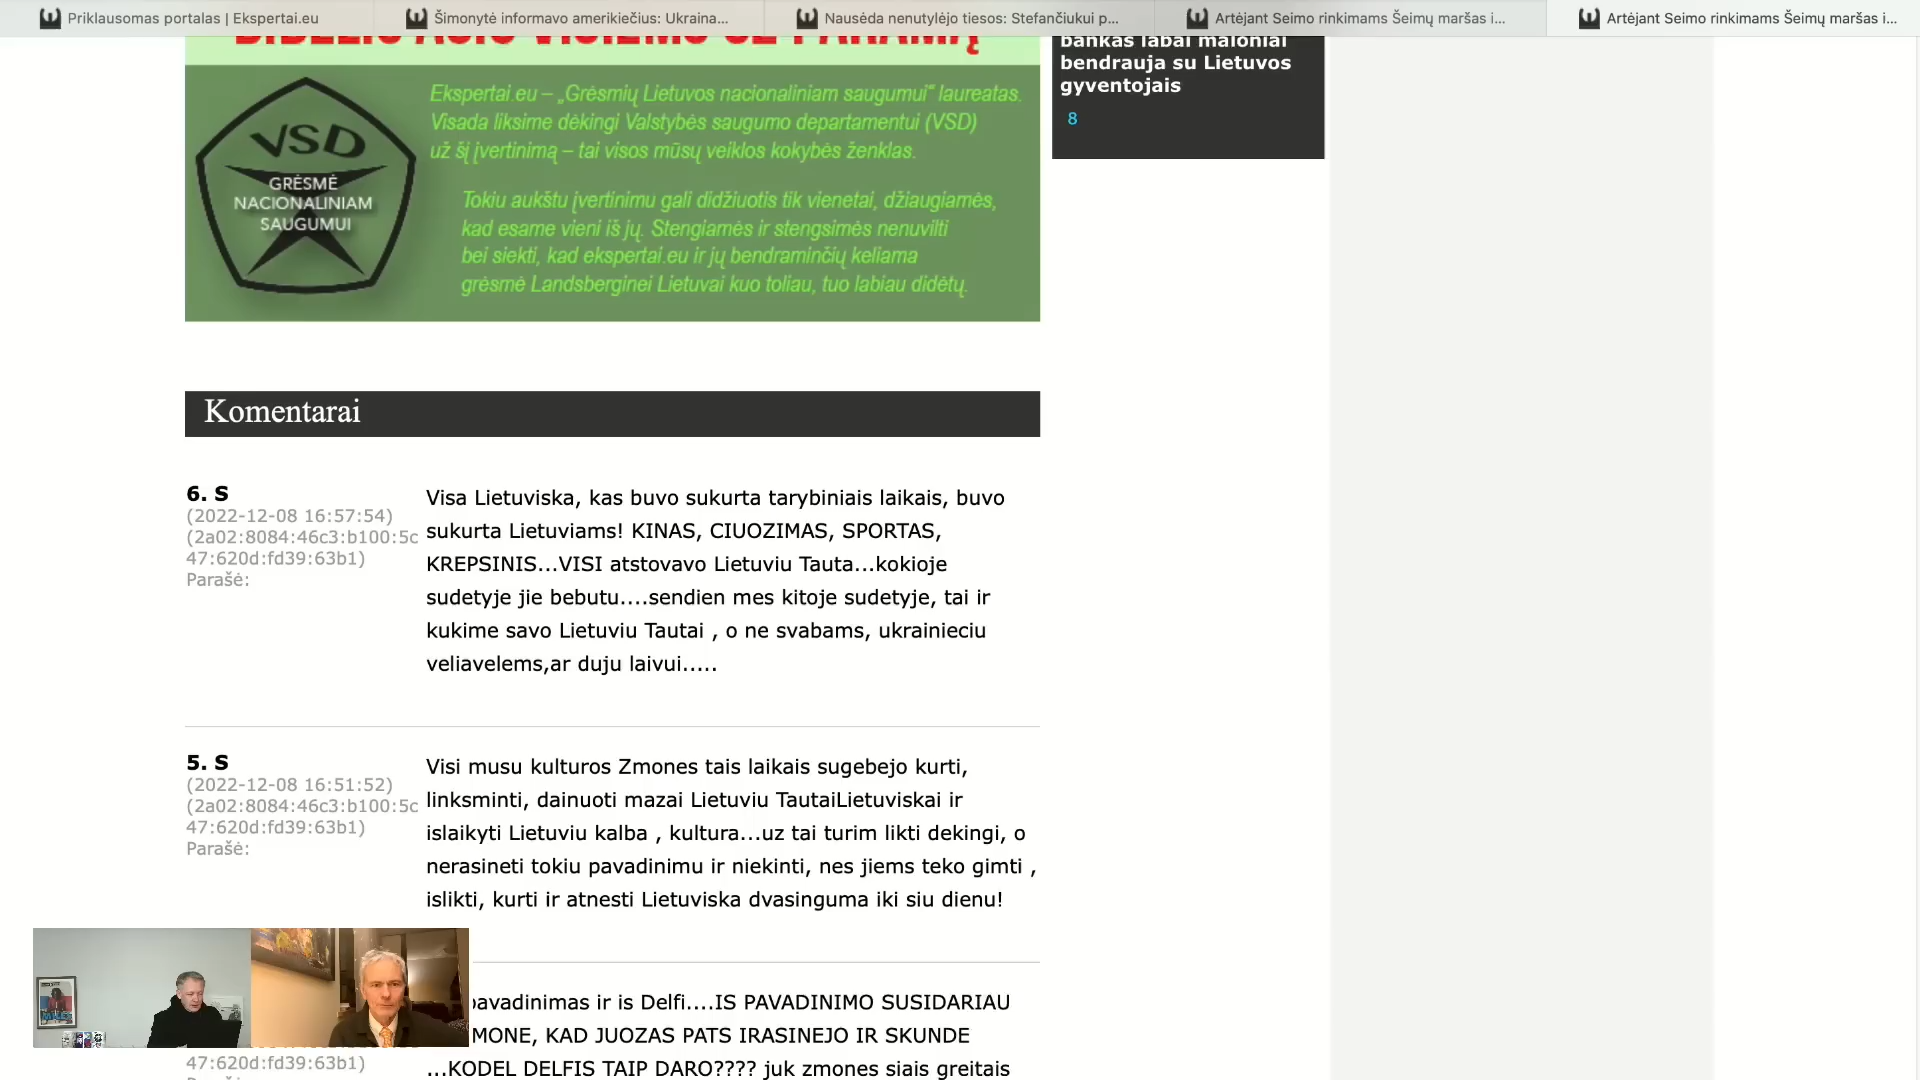 Priklausomas portalas | Ekspertai.eu
Šimonytė informavo amerikiečius: Ukraina...
Nausėda nenutylėjo tiesos: Stefančiukui p...
Artėjant Seimo rinkimams Šeimų maršas i...
Artėjant Seimo rinkimams Šeimų maršas i...
bankas labai maloniai
bendrauja su Lietuvos
gyventojais
8
VSD
GRĖSMĖ
NACIONALINIAM
SAUGUMUI
Ekspertai.eu – „Grėsmių Lietuvos nacionaliniam saugumui“ laureatas.
Visada liksime dėkingi Valstybės saugumo departamentui (VSD)
už šį įvertinimą – tai visos mūsų veiklos kokybės ženklas.
Tokiu aukštu įvertinimu gali didžiuotis tik vienetai, džiaugiamės,
kad esame vieni iš jų. Stengiamės ir stengsimės nenuvilti
bei siekti, kad ekspertai.eu ir jų bendraminčių keliama
grėsmė Landsberginei Lietuvai kuo toliau, tuo labiau didėtų.
Komentarai
6. S
(2022-12-08 16:57:54)
(2a02:8084:46c3:b100:5c
47:620d:fd39:63b1)
Parašė:
Visa Lietuviska, kas buvo sukurta tarybiniais laikais, buvo
sukurta Lietuviams! KINAS, CIUOZIMAS, SPORTAS,
KREPSINIS...VISI atstovavo Lietuviu Tauta...kokioje
sudetyje jie bebutu....sendien mes kitoje sudetyje, tai ir
kukime savo Lietuviu Tautai , o ne svabams, ukrainieciu
veliavelems,ar duju laivui.....
5. S
(2022-12-08 16:51:52)
(2a02:8084:46c3:b100:5c
47:620d:fd39:63b1)
Parašė:
Visi musu kulturos Zmones tais laikais sugebejo kurti,
linksminti, dainuoti mazai Lietuviu TautaiLietuviskai ir
islaikyti Lietuviu kalba , kultura...uz tai turim likti dekingi, o
nerasineti tokiu pavadinimu ir niekinti, nes jiems teko gimti ,
islikti, kurti ir atnesti Lietuviska dvasinguma iki siu dienu!
pavadinimas ir is Delfi....IS PAVADINIMO SUSIDARIAU
MONE, KAD JUOZAS PATS IRASINEJO IR SKUNDE
...KODEL DELFIS TAIP DARO???? juk zmones siais greitais
47:620d:fd39:63b1)